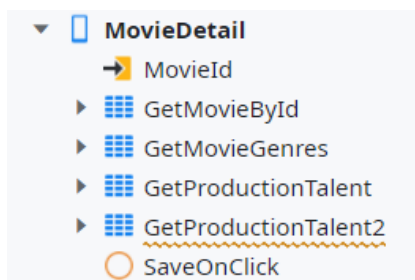 MovieDetail
MovieId
GetMovieById
GetMovieGenres
GetProductionTalent
GetProductionTalent2
SaveOnClick